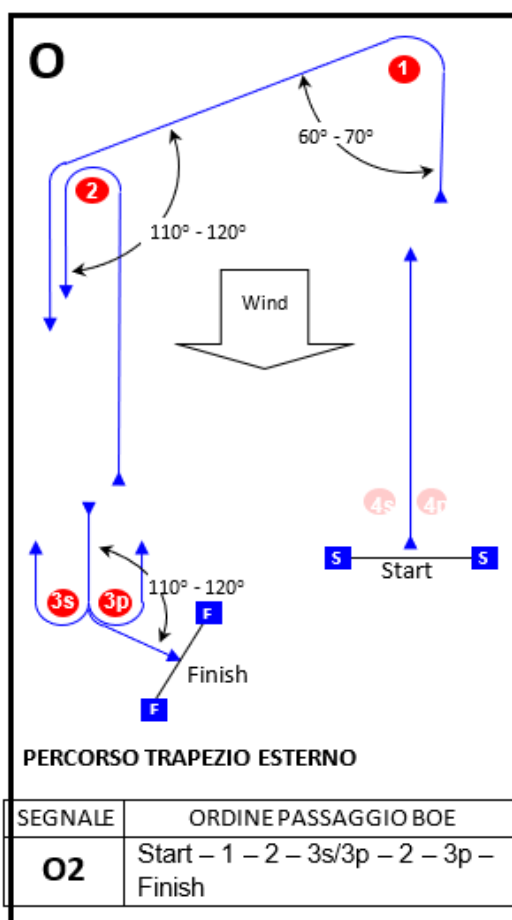 O
1
60° - 70°
2
110° - 120°
Wind
4s 4p
S S
Start
3s 3p
110° - 120°
F
Finish
F
PERCORSO TRAPEZIO ESTERNO
SEGNALE ORDINE PASSAGGIO BOE
O2 Start – 1 – 2 – 3s/3p – 2 – 3p –
Finish